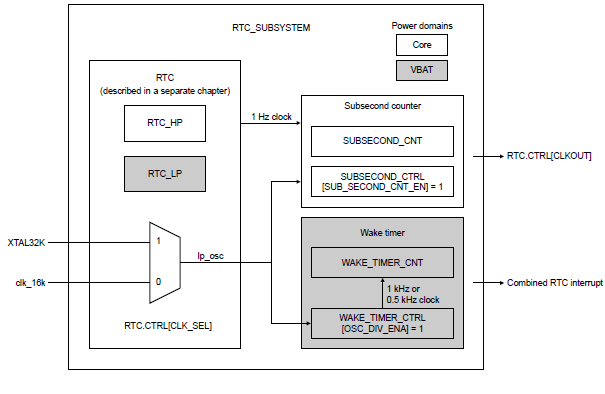 RTC_SUBSYSTEM
Power domains
Core
VBAT
RTC
(described in a separate chapter)
RTC_HP
RTC_LP
1 Hz clock
Subsecond counter
SUBSECOND_CNT
SUBSECOND_CTRL
[SUB_SECOND_CNT_EN] = 1
RTC.CTRL[CLKOUT]
XTAL32K
1
lp_osc
clk_16k
0
RTC.CTRL[CLK_SEL]
Wake timer
WAKE_TIMER_CNT
1 kHz or
0.5 kHz clock
WAKE_TIMER_CTRL
[OSC_DIV_ENA] = 1
Combined RTC interrupt